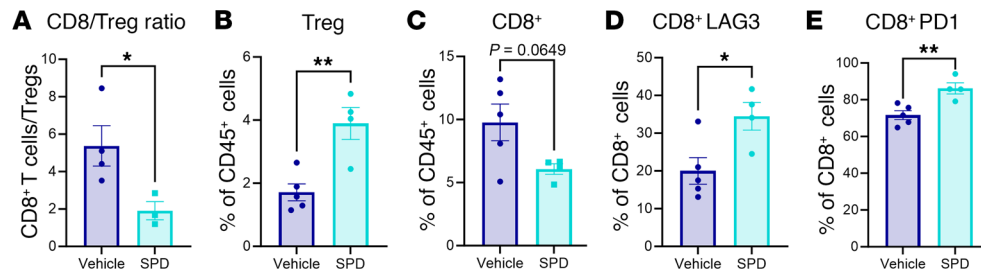 A CD8/Treg ratio
CD8⁺ T cells/Tregs
10
8
6
4
2
0
*
Vehicle SPD
B Treg
% of CD45⁺ cells
6
4
2
0
**
Vehicle SPD
C CD8⁺
% of CD45⁺ cells
15
10
5
0
P = 0.0649
Vehicle SPD
D CD8⁺ LAG3
% of CD8⁺ cells
50
40
30
20
10
0
*
Vehicle SPD
E CD8⁺ PD1
% of CD8⁺ cells
100
80
60
40
20
0
**
Vehicle SPD